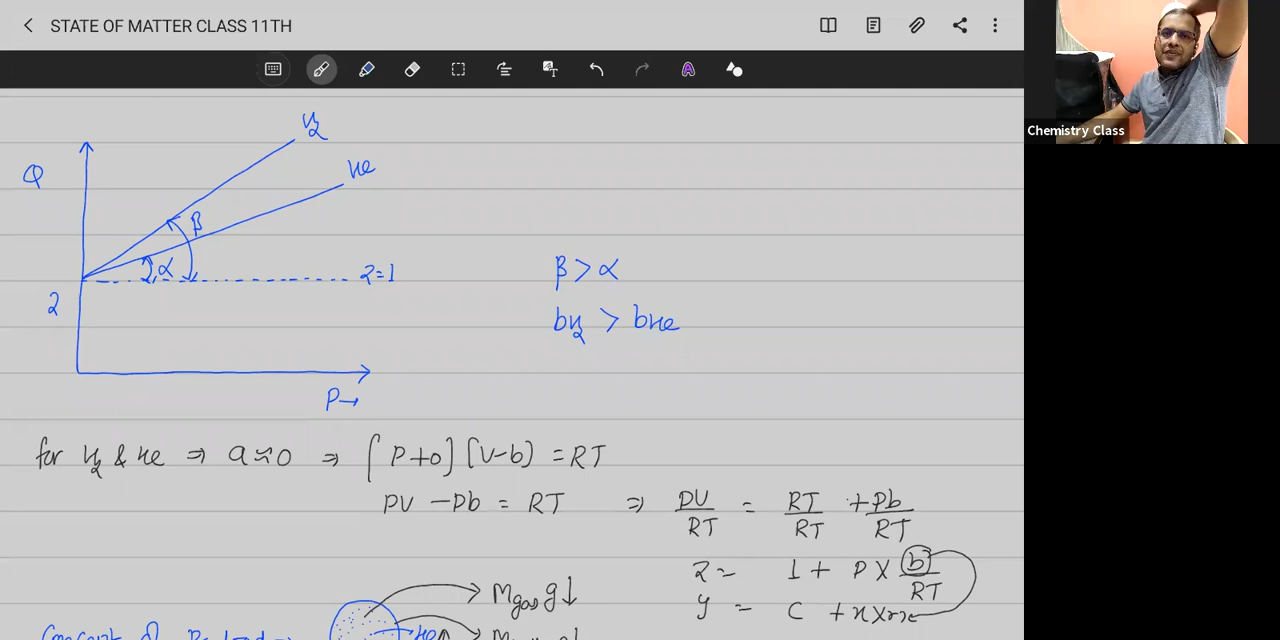 STATE OF MATTER CLASS 11TH
Chemistry Class
H2
He
Q
β
α
Z=1
Z
P→
β > α
bH2 > bHe
for H2 & He ⇒ a≈0 ⇒ [P+0][V-b] = RT
PV - Pb = RT ⇒ PV/RT = RT/RT + Pb/RT
Z = 1 + P x b/RT
y = C +
Mgas g↓